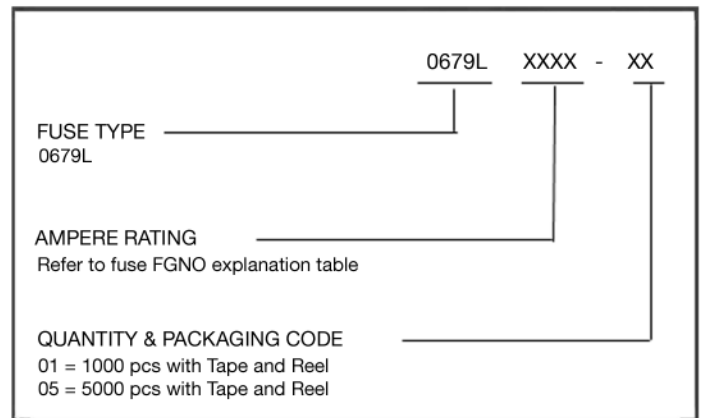 0679L XXXX - XX
FUSE TYPE
0679L
AMPERE RATING
Refer to fuse FGNO explanation table
QUANTITY & PACKAGING CODE
01 = 1000 pcs with Tape and Reel
05 = 5000 pcs with Tape and Reel